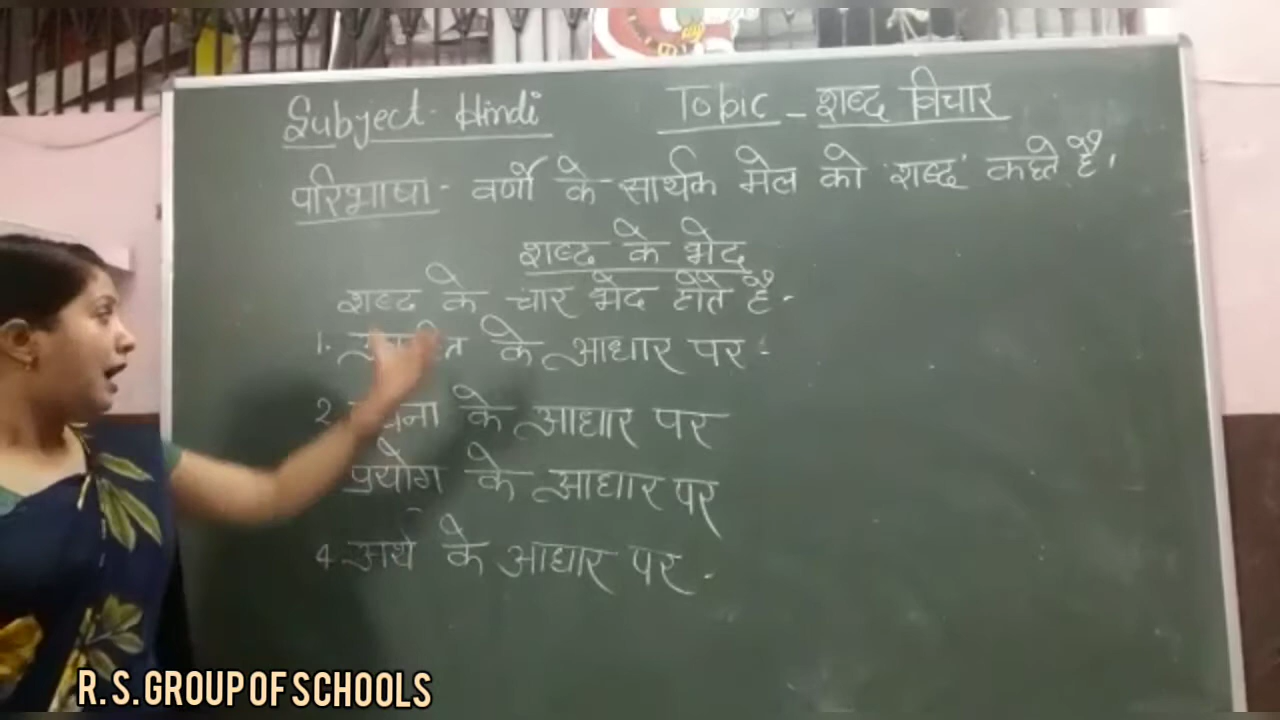 Subject- Hindi Topic - शब्द विचार
परिभाषा - वर्णों के सार्थक मेल को 'शब्द' कहते हैं।
शब्द के भेद
शब्द के चार भेद होते हैं -
1. के आधार पर -
2. के आधार पर
प्रयोग के आधार पर
4. अर्थ के आधार पर -
R. S. GROUP OF SCHOOLS